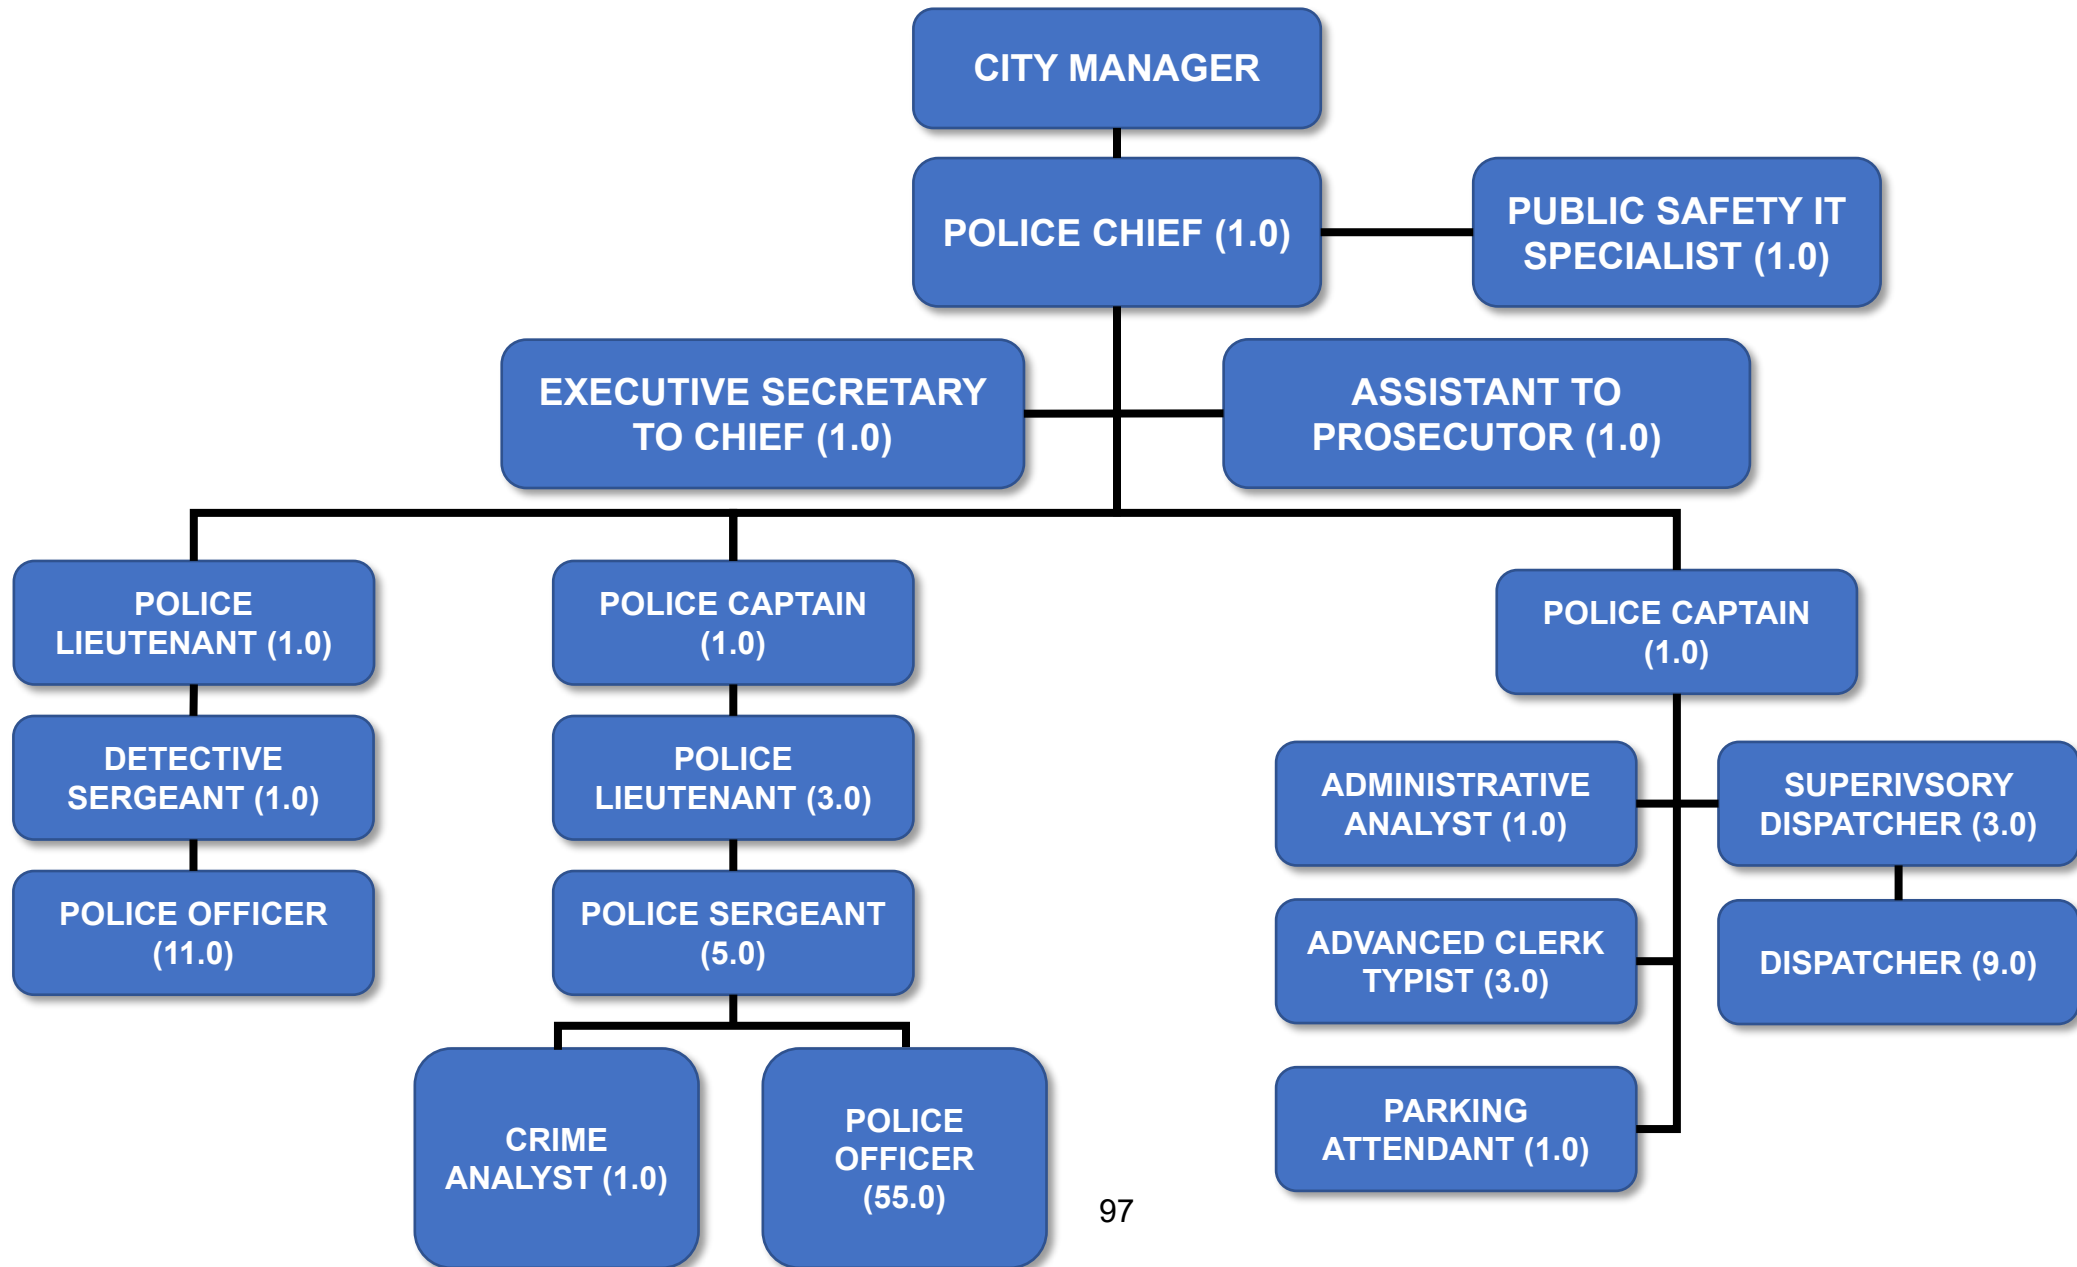 CITY MANAGER
POLICE CHIEF (1.0)
PUBLIC SAFETY IT
SPECIALIST (1.0)
EXECUTIVE SECRETARY
TO CHIEF (1.0)
ASSISTANT TO
PROSECUTOR (1.0)
POLICE
LIEUTENANT (1.0)
POLICE CAPTAIN
(1.0)
POLICE CAPTAIN
(1.0)
DETECTIVE
SERGEANT (1.0)
POLICE
LIEUTENANT (3.0)
ADMINISTRATIVE
ANALYST (1.0)
SUPERIVSORY
DISPATCHER (3.0)
POLICE OFFICER
(11.0)
POLICE SERGEANT
(5.0)
ADVANCED CLERK
TYPIST (3.0)
DISPATCHER (9.0)
CRIME
ANALYST (1.0)
POLICE
OFFICER
(55.0)
PARKING
ATTENDANT (1.0)
97